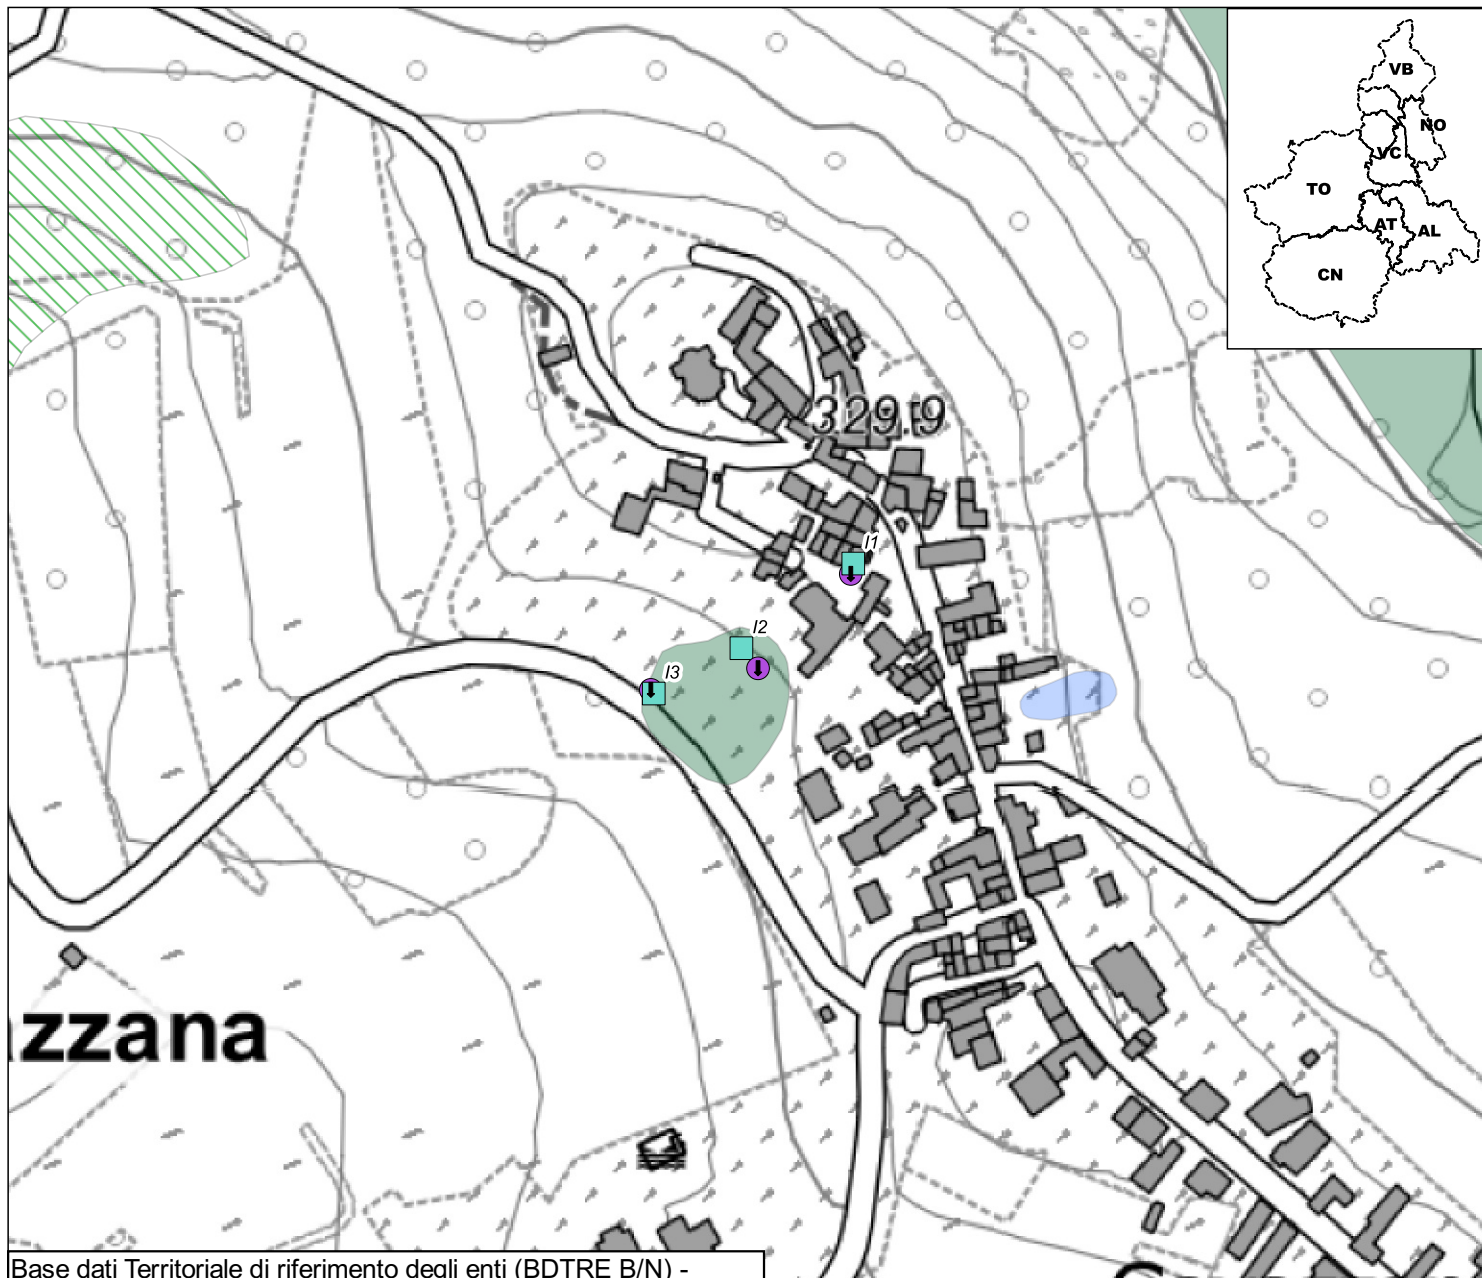 VB
NO
VC
TO
AT
AL
CN
329.9
I1
I2
I3
azzana
Base dati Territoriale di riferimento degli enti (BDTRE B/N) -